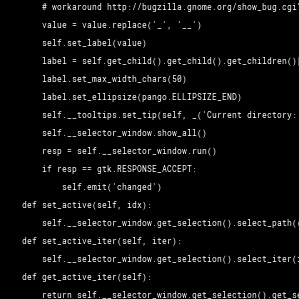 # workaround http://bugzilla.gnome.org/show_bug.cgi?
value = value.replace('_', '__')
self.set_label(value)
label = self.get_child().get_child().get_children()[
label.set_max_width_chars(50)
label.set_ellipsize(pango.ELLIPSIZE_END)
self.__tooltips.set_tip(self, _('Current directory:
self.__selector_window.show_all()
resp = self.__selector_window.run()
if resp == gtk.RESPONSE_ACCEPT:
self.emit('changed')
def set_active(self, idx):
self.__selector_window.get_selection().select_path(
def set_active_iter(self, iter):
self.__selector_window.get_selection().select_iter(
def get_active_iter(self):
return self.__selector_window.get_selection().get_se